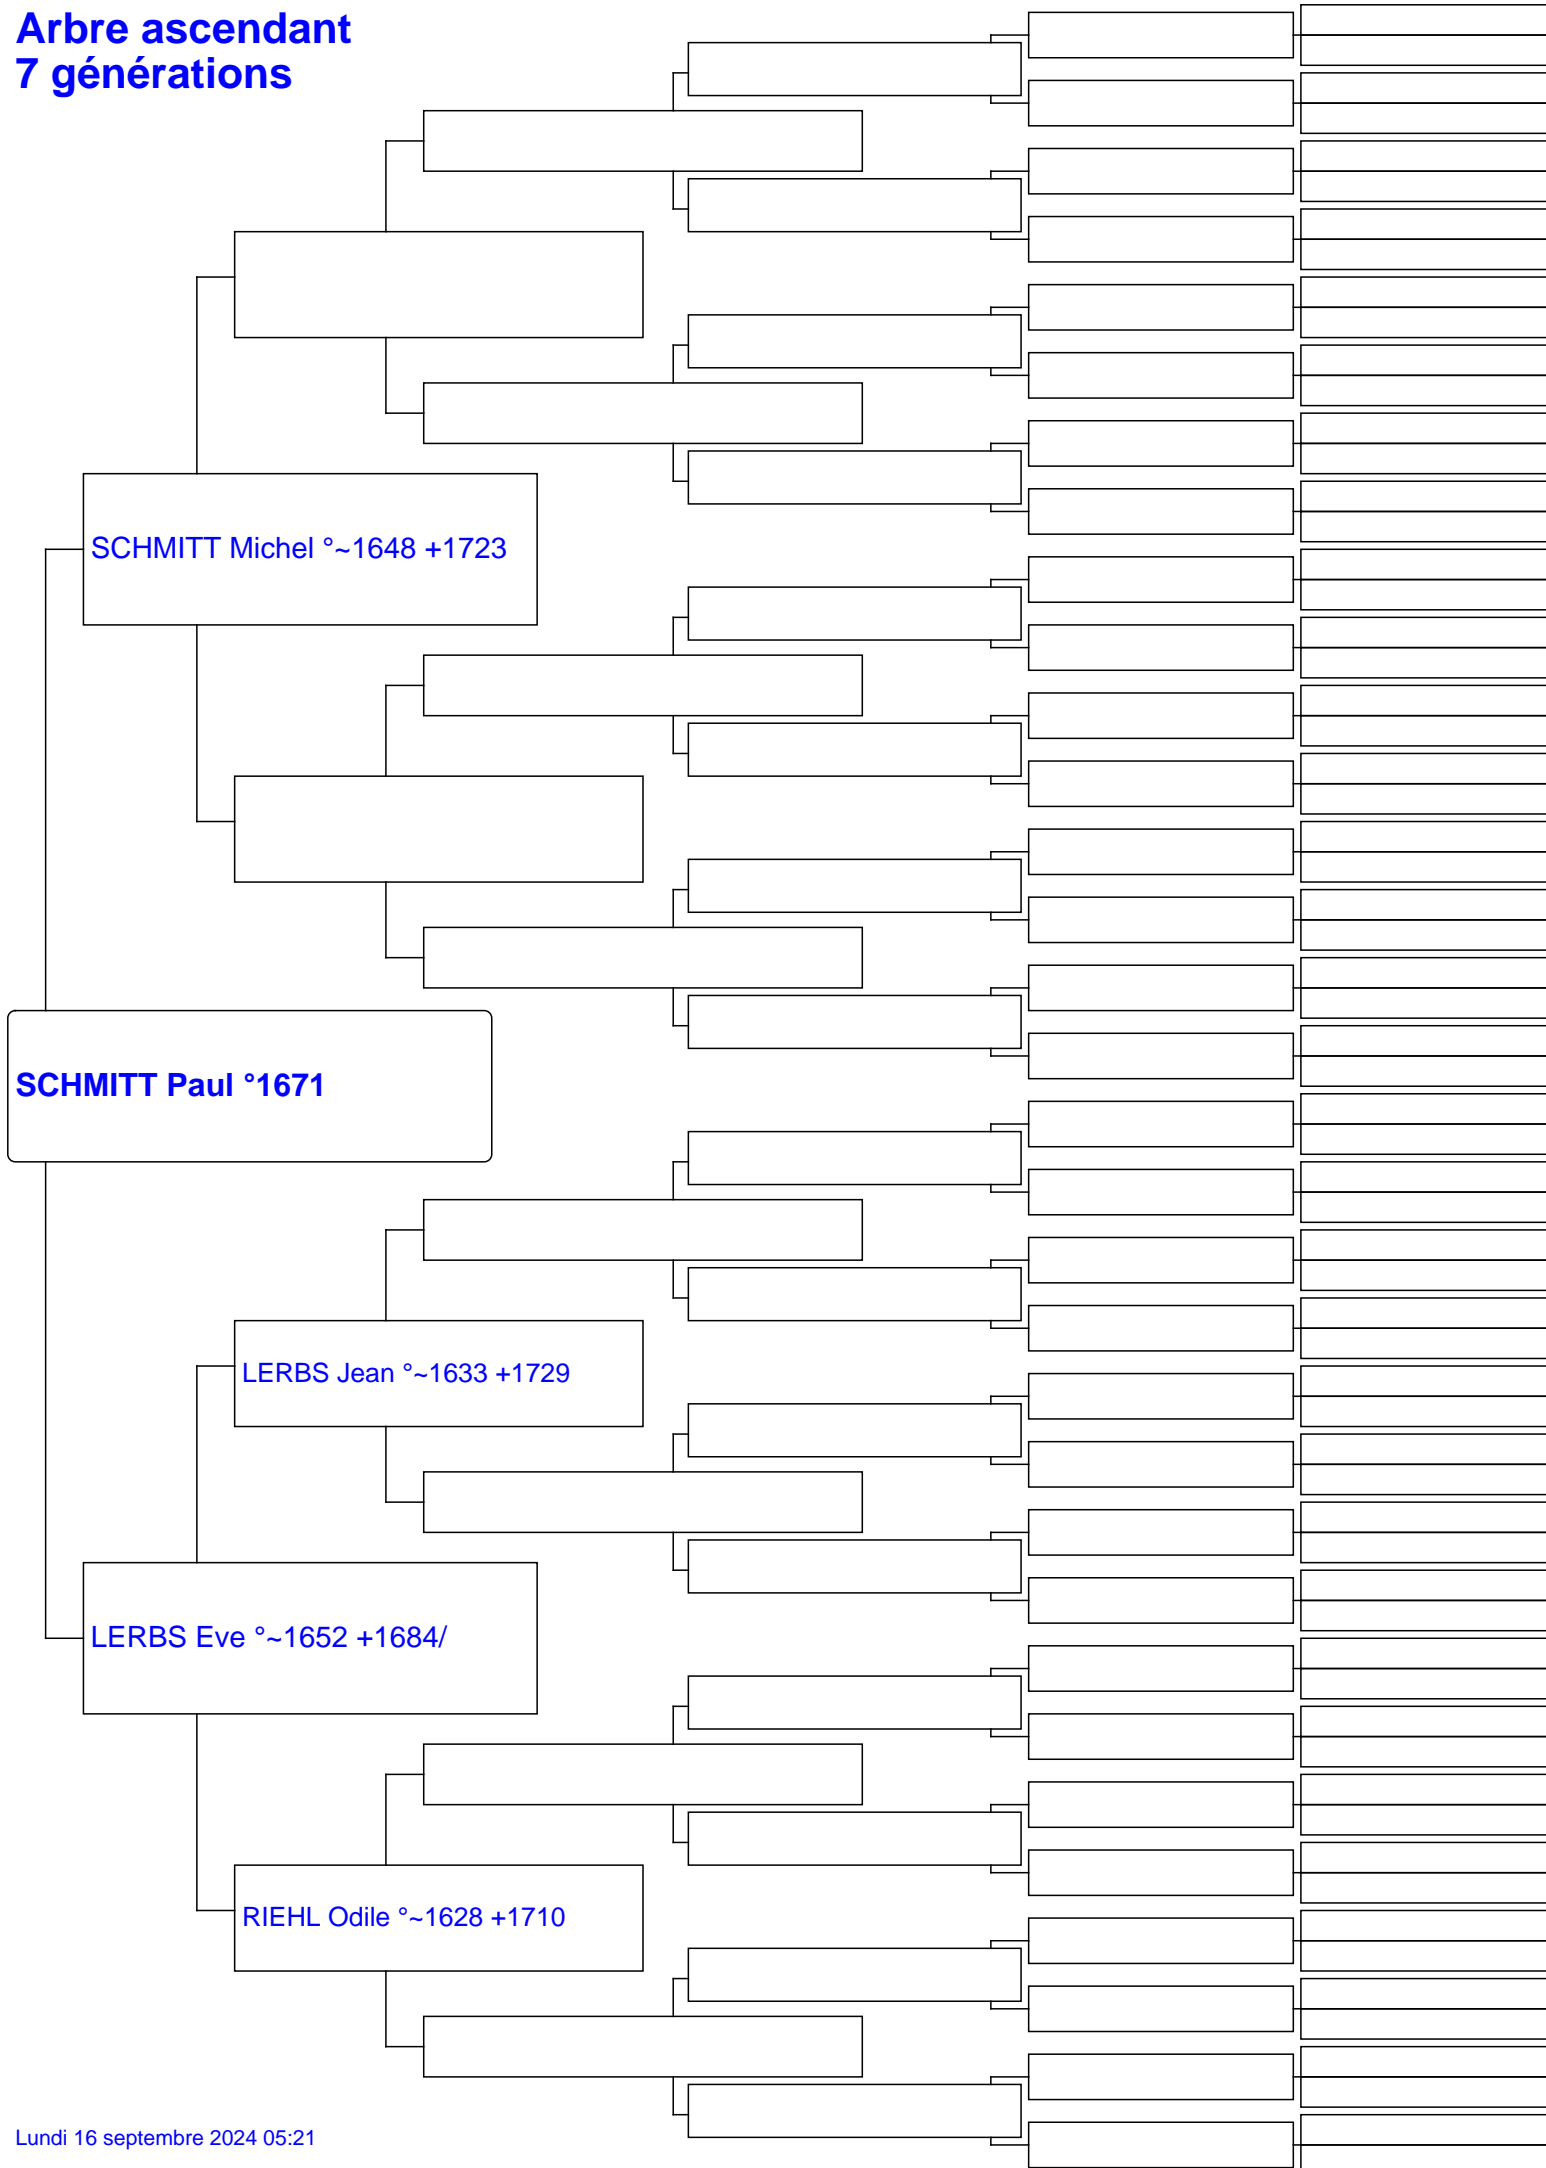 Arbre ascendant
7 générations
SCHMITT Michel °~1648 +1723
SCHMITT Paul °1671
LERBS Jean °~1633 +1729
LERBS Eve °~1652 +1684/
RIEHL Odile °~1628 +1710
Lundi 16 septembre 2024 05:21